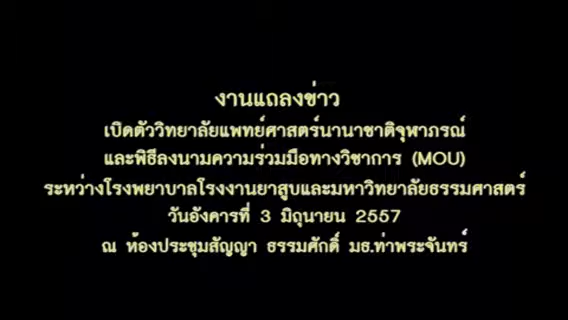 งานแถลงข่าว
เปิดตัววิทยาลัยแพทย์ศาสตร์นานาชาติจุฬาภรณ์
และพิธีลงนามความร่วมมือทางวิชาการ (MOU)
ระหว่างโรงพยาบาลโรงงานยาสูบและมหาวิทยาลัยธรรมศาสตร์
วันอังคารที่ 3 มิถุนายน 2557
ณ ห้องประชุมสัญญา ธรรมศักดิ์ มธ.ท่าพระจันทร์